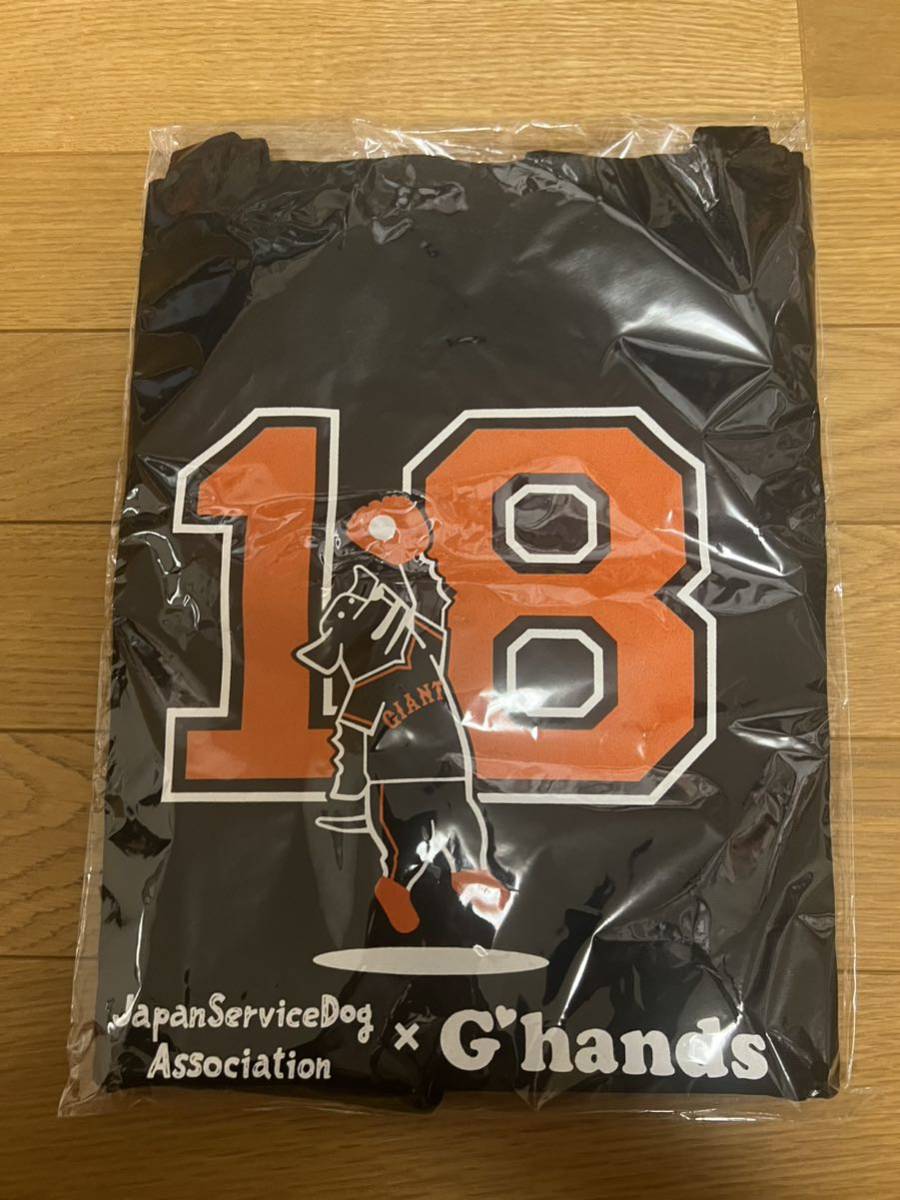 18
GIANT
JapanServiceDog
Association
×
G hands